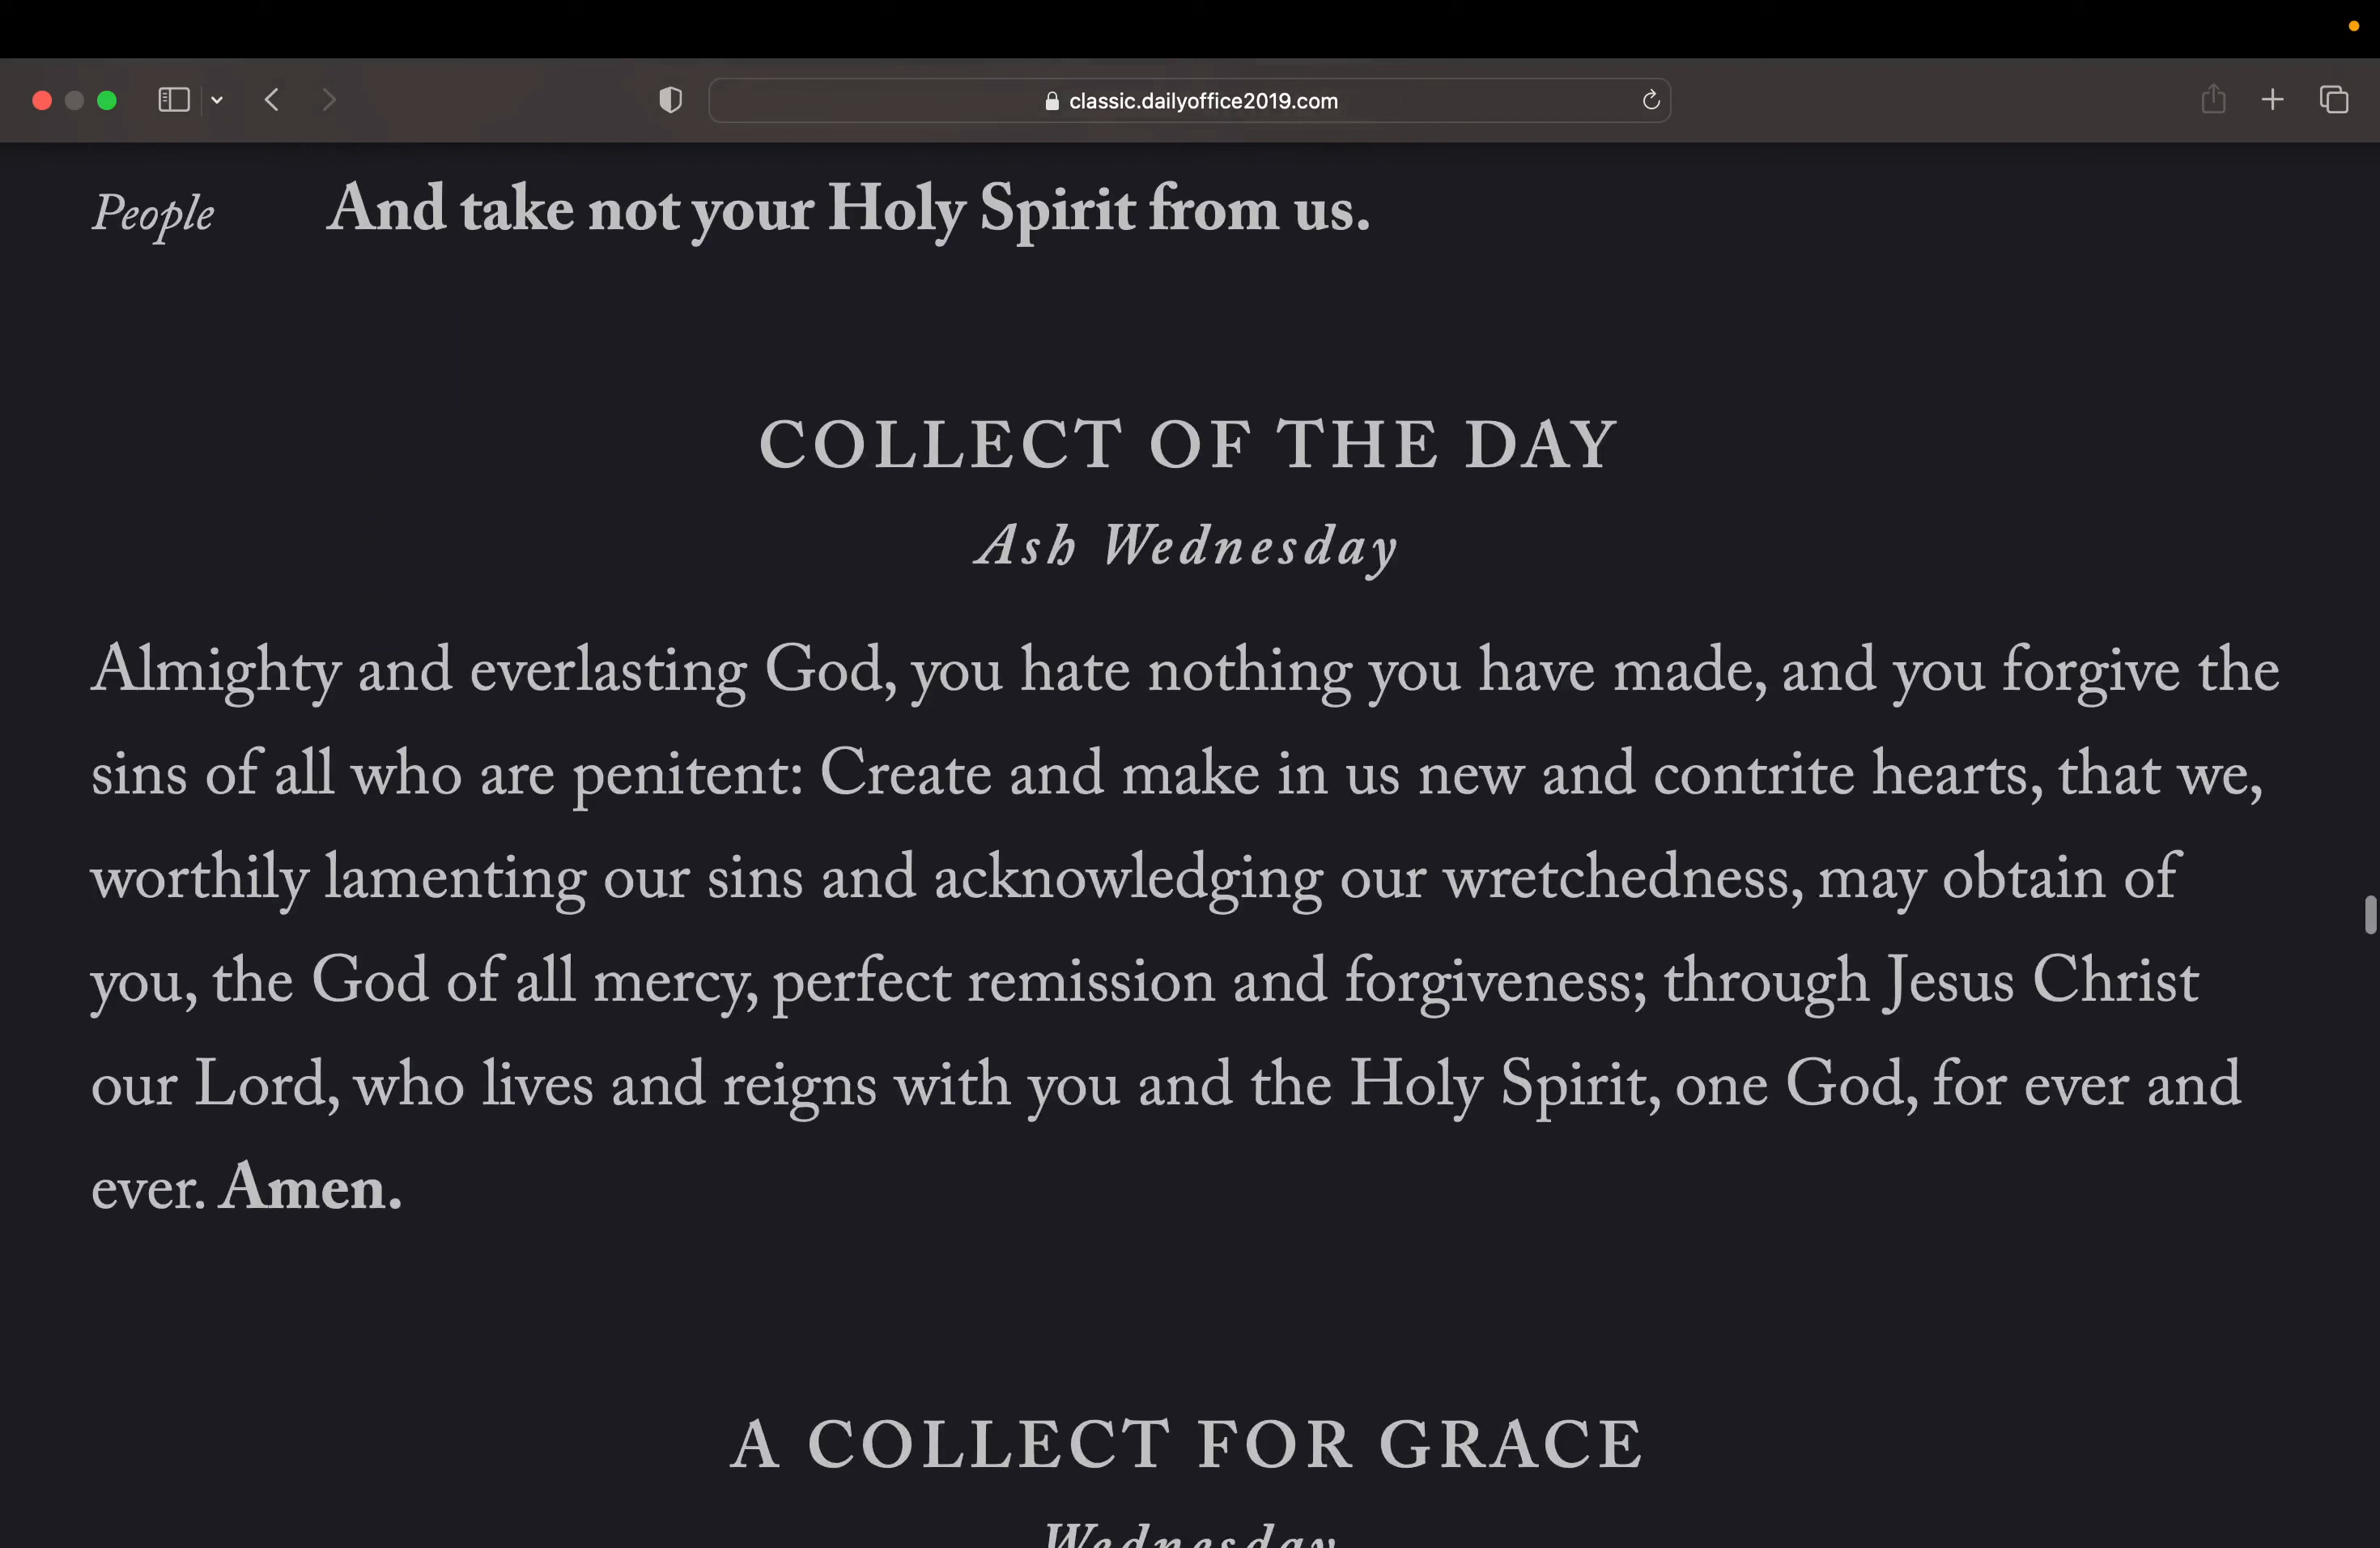 classic.dailyoffice2019.com
People And take not your Holy Spirit from us.
COLLECT OF THE DAY
Ash Wednesday
Almighty and everlasting God, you hate nothing you have made, and you forgive the
sins of all who are penitent: Create and make in us new and contrite hearts, that we,
worthily lamenting our sins and acknowledging our wretchedness, may obtain of
you, the God of all mercy, perfect remission and forgiveness; through Jesus Christ
our Lord, who lives and reigns with you and the Holy Spirit, one God, for ever and
ever. Amen.
A COLLECT FOR GRACE
Wednesday